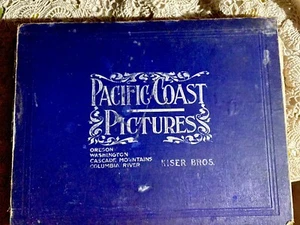 PACIFIC COAST
PICTURES
OREGON
WASHINGTON
CASCADE MOUNTAINS
COLUMBIA RIVER
KISER BROS.